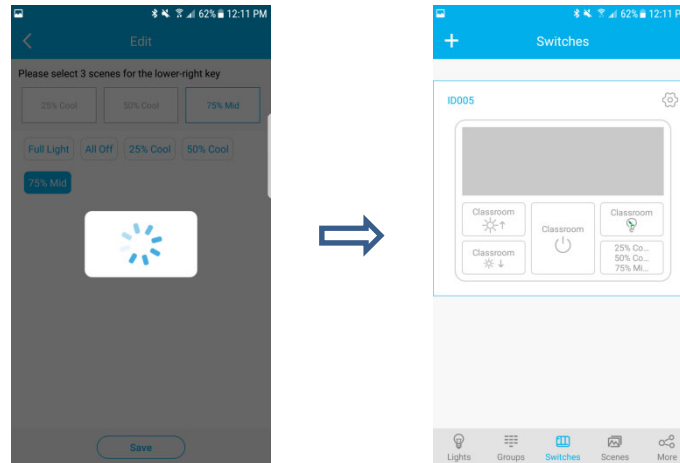 62% 12:11 PM
Edit
Please select 3 scenes for the lower-right key
25% Cool 50% Cool 75% Mid
Full Light All Off 25% Cool 50% Cool
75% Mid
Save
62% 12:11 P
Switches
ID005
Classroom
Classroom
Classroom
Classroom
25% Co...
50% Co...
75% Mi...
Lights Groups Switches Scenes More